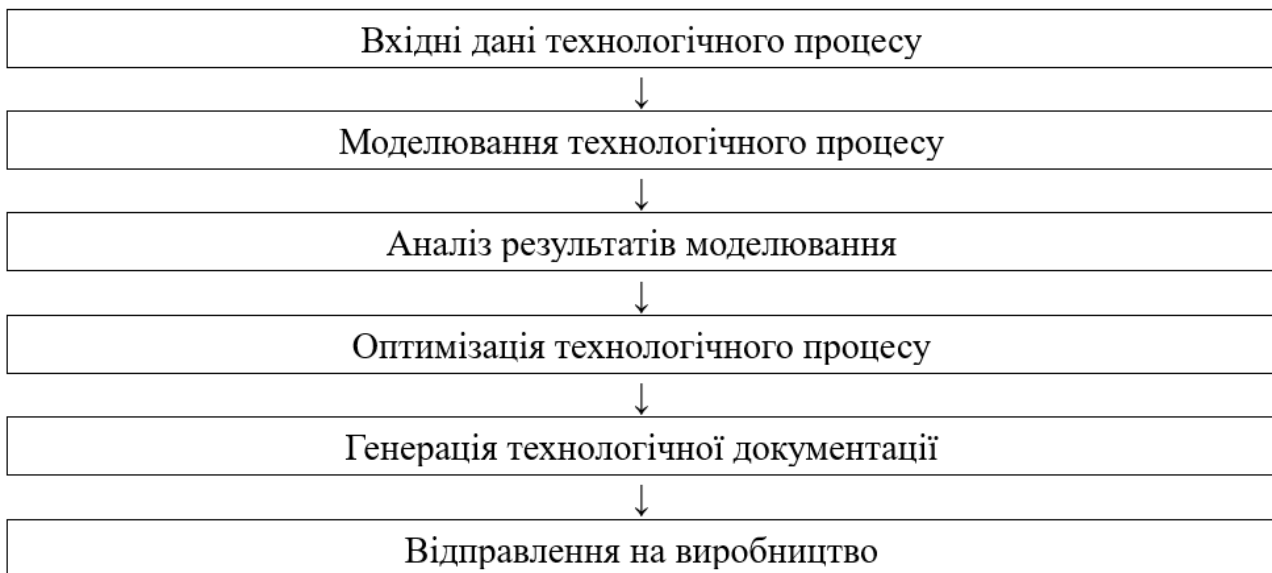 Вхідні дані технологічного процесу
↓
Моделювання технологічного процесу
↓
Аналіз результатів моделювання
↓
Оптимізація технологічного процесу
↓
Генерація технологічної документації
↓
Відправлення на виробництво